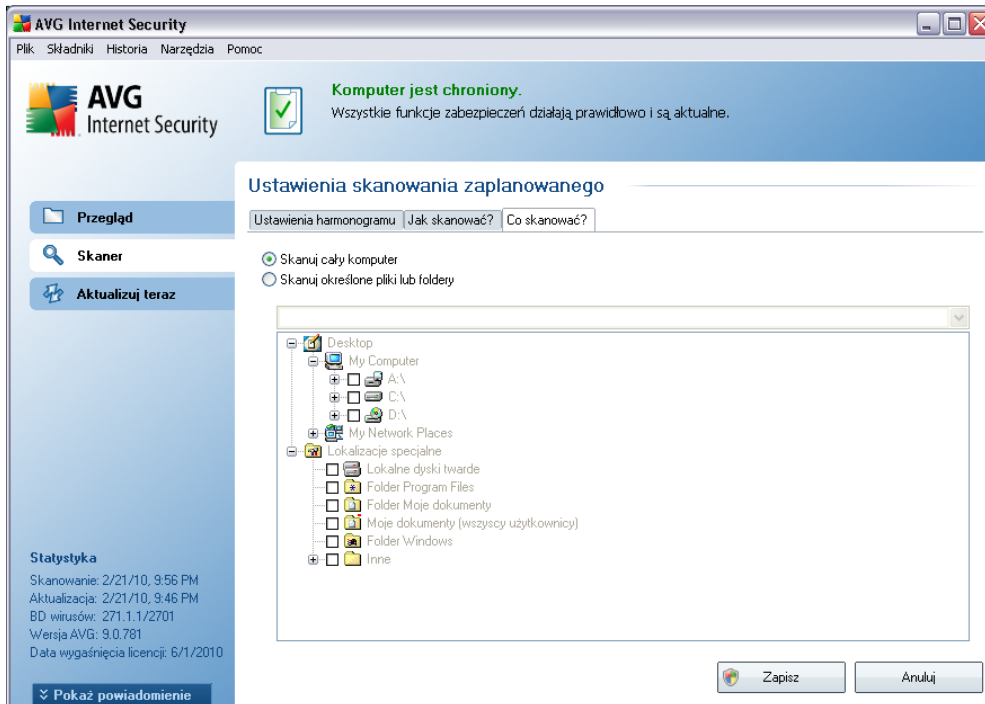 AVG Internet Security
Plik Składniki Historia Narzędzia Pomoc
AVG
Internet Security
Komputer jest chroniony.
Wszystkie funkcje zabezpieczeń działają prawidłowo i są aktualne.
Ustawienia skanowania zaplanowanego
Przegląd
Skaner
Aktualizuj teraz
Ustawienia harmonogramu Jak skanować? Co skanować?
Skanuj cały komputer
Skanuj określone pliki lub foldery
Desktop
My Computer
A:\
C:\
D:\
My Network Places
Lokalizacje specjalne
Lokalne dyski twarde
Folder Program Files
Folder Moje dokumenty
Moje dokumenty (wszyscy użytkownicy)
Folder Windows
Inne
Statystyka
Skanowanie: 2/21/10, 9:56 PM
Aktualizacja: 2/21/10, 9:46 PM
BD wirusów: 271.1.1/2701
Wersja AVG: 9.0.781
Data wygaśnięcia licencji: 6/1/2010
Pokaż powiadomienie
Zapisz
Anuluj